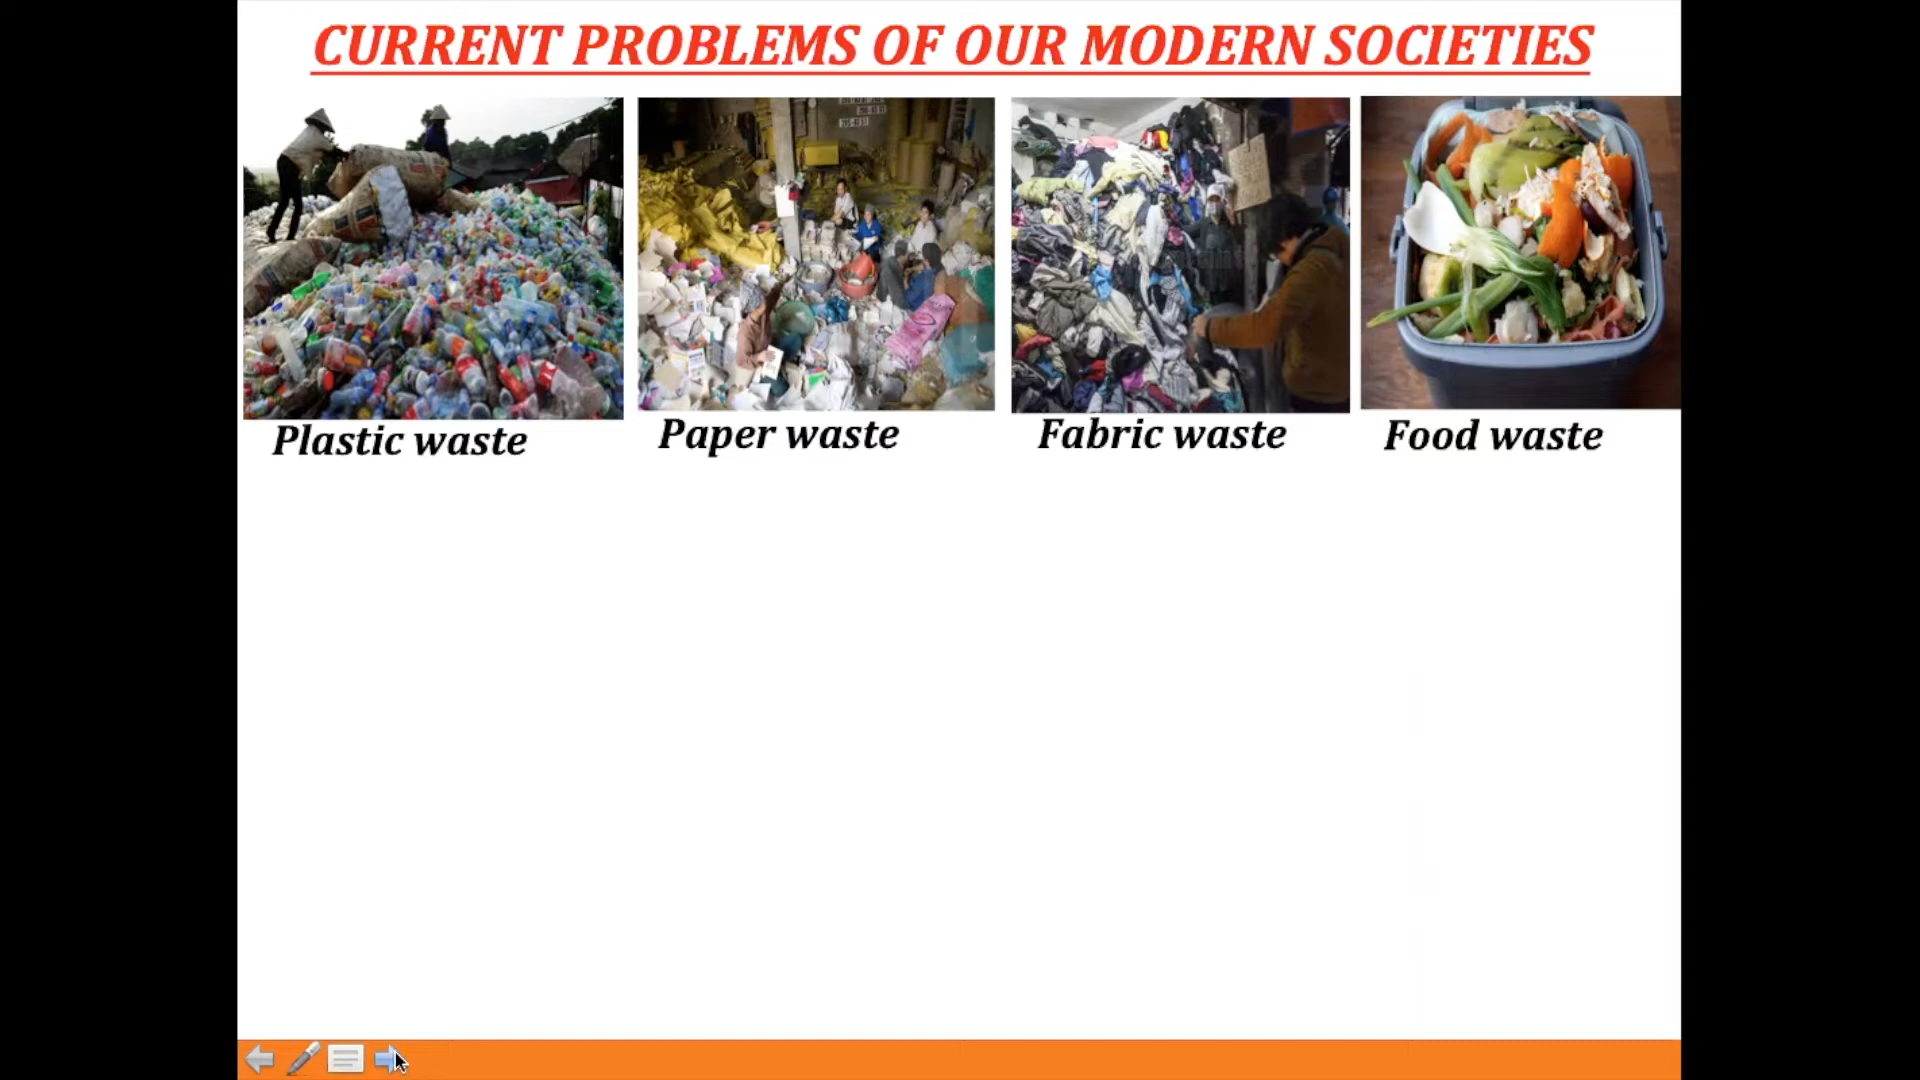 CURRENT PROBLEMS OF OUR MODERN SOCIETIES
Plastic waste
Paper waste
Fabric waste
Food waste